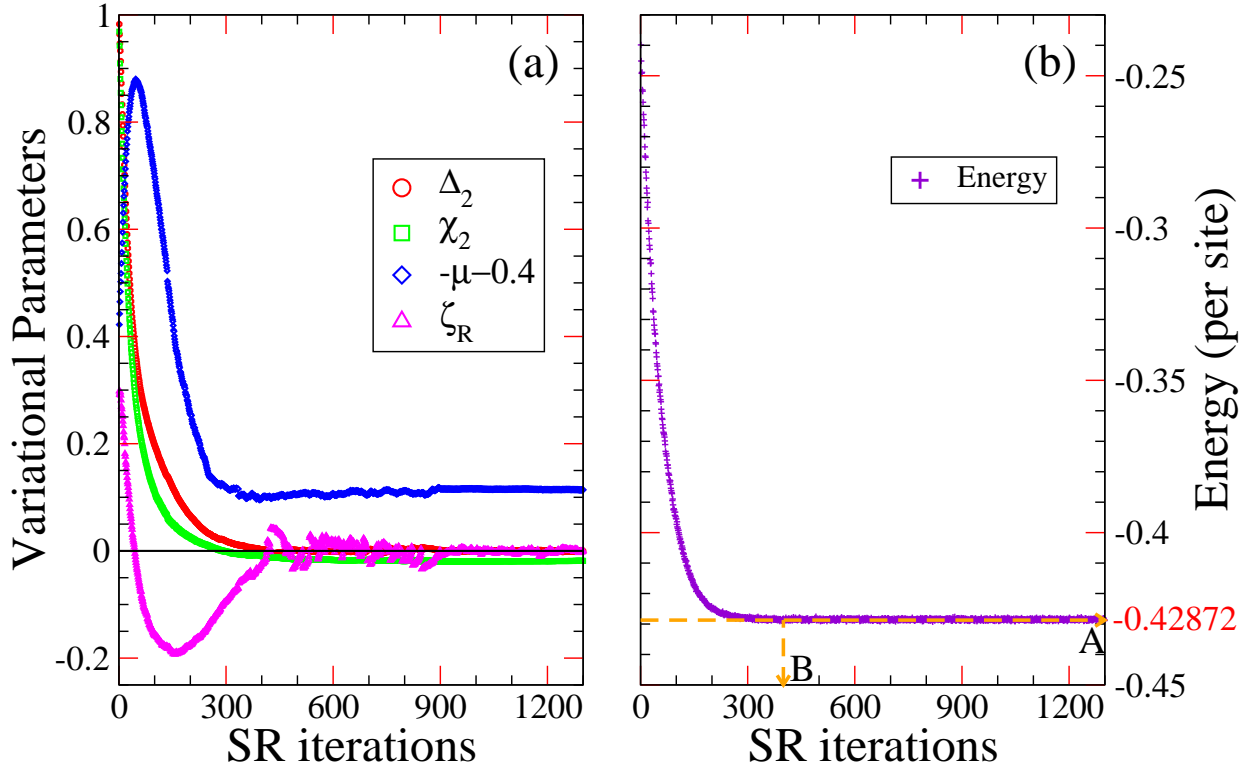 (a)
Variational Parameters
1
0.8
0.6
0.4
0.2
0
-0.2
Δ₂
χ₂
-μ−0.4
ζ_R
0 300 600 900 1200
SR iterations
(b)
Energy
-0.25
-0.3
-0.35
-0.4
-0.42872
-0.45
Energy (per site)
A
B
0 300 600 900 1200
SR iterations